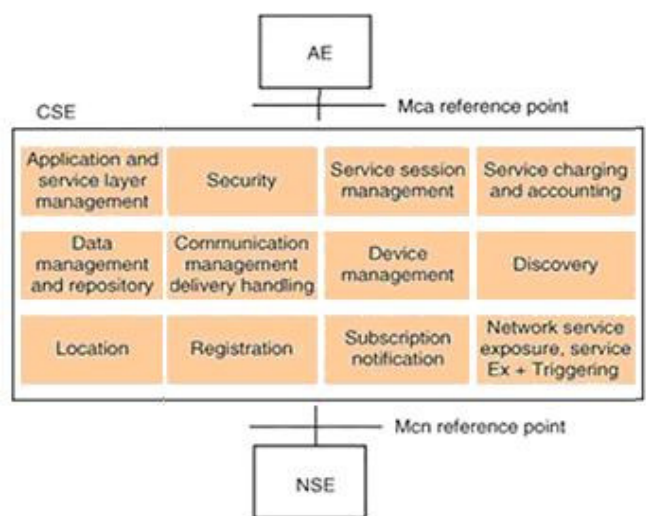 AE
Mca reference point
CSE
Application and
service layer
management
Security
Service session
management
Service charging
and accounting
Data
management
and repository
Communication
management
delivery handling
Device
management
Discovery
Location
Registration
Subscription
notification
Network service
exposure, service
Ex + Triggering
Mcn reference point
NSE